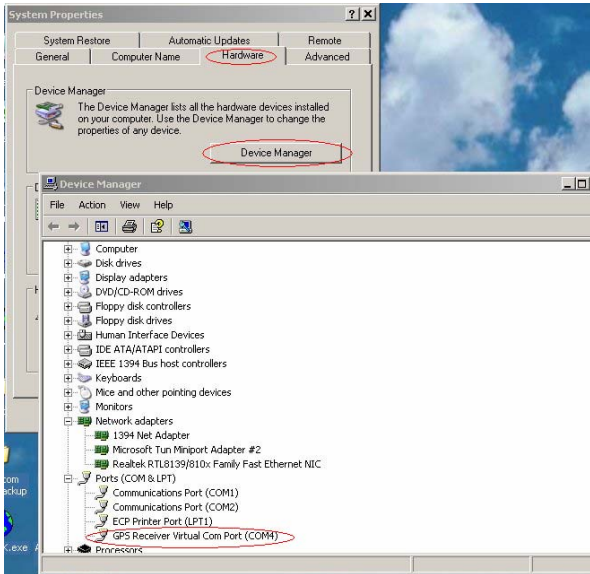 System Properties
System Restore Automatic Updates Remote
General Computer Name Hardware Advanced
Device Manager
The Device Manager lists all the hardware devices installed
on your computer. Use the Device Manager to change the
properties of any device.
Device Manager
Device Manager
File Action View Help
Computer
Disk drives
Display adapters
DVD/CD-ROM drives
Floppy disk controllers
Floppy disk drives
Human Interface Devices
IDE ATA/ATAPI controllers
IEEE 1394 Bus host controllers
Keyboards
Mice and other pointing devices
Monitors
Network adapters
1394 Net Adapter
Microsoft Tun Miniport Adapter #2
Realtek RTL8139/810x Family Fast Ethernet NIC
Ports (COM & LPT)
Communications Port (COM1)
Communications Port (COM2)
ECP Printer Port (LPT1)
GPS Receiver Virtual Com Port (COM4)
Processors